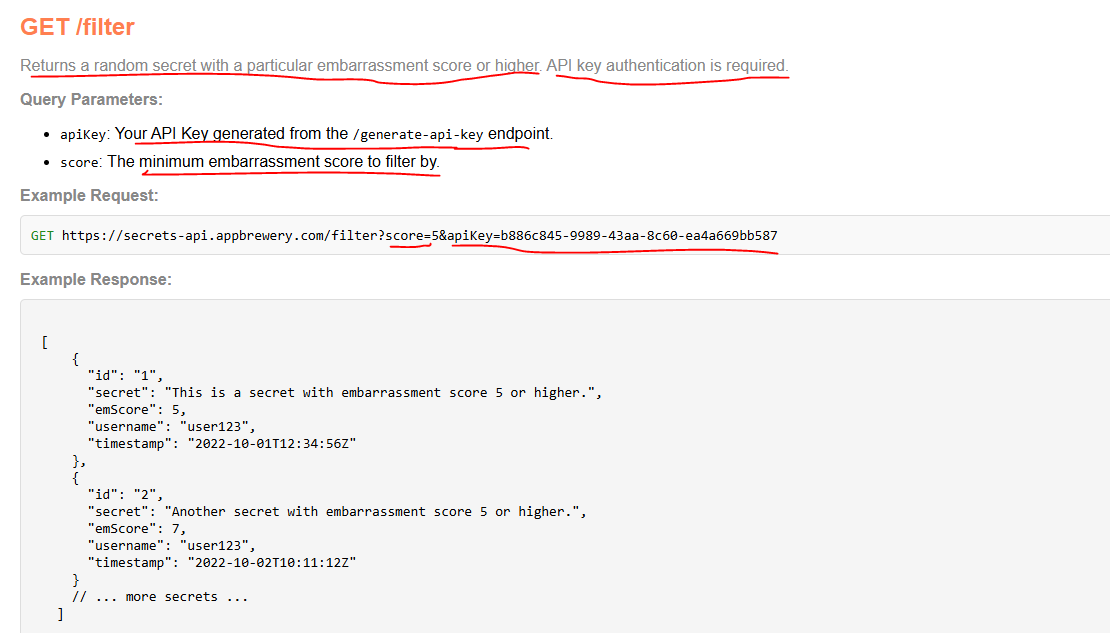 GET /filter
Returns a random secret with a particular embarrassment score or higher. API key authentication is required.
Query Parameters:
• apiKey: Your API Key generated from the /generate-api-key endpoint.
• score: The minimum embarrassment score to filter by.
Example Request:
GET https://secrets-api.appbrewery.com/filter?score=5&apiKey=b886c845-9989-43aa-8c60-ea4a669bb587
Example Response:
[
{
"id": "1",
"secret": "This is a secret with embarrassment score 5 or higher.",
"emScore": 5,
"username": "user123",
"timestamp": "2022-10-01T12:34:56Z"
},
{
"id": "2",
"secret": "Another secret with embarrassment score 5 or higher.",
"emScore": 7,
"username": "user123",
"timestamp": "2022-10-02T10:11:12Z"
}
// ... more secrets ...
]